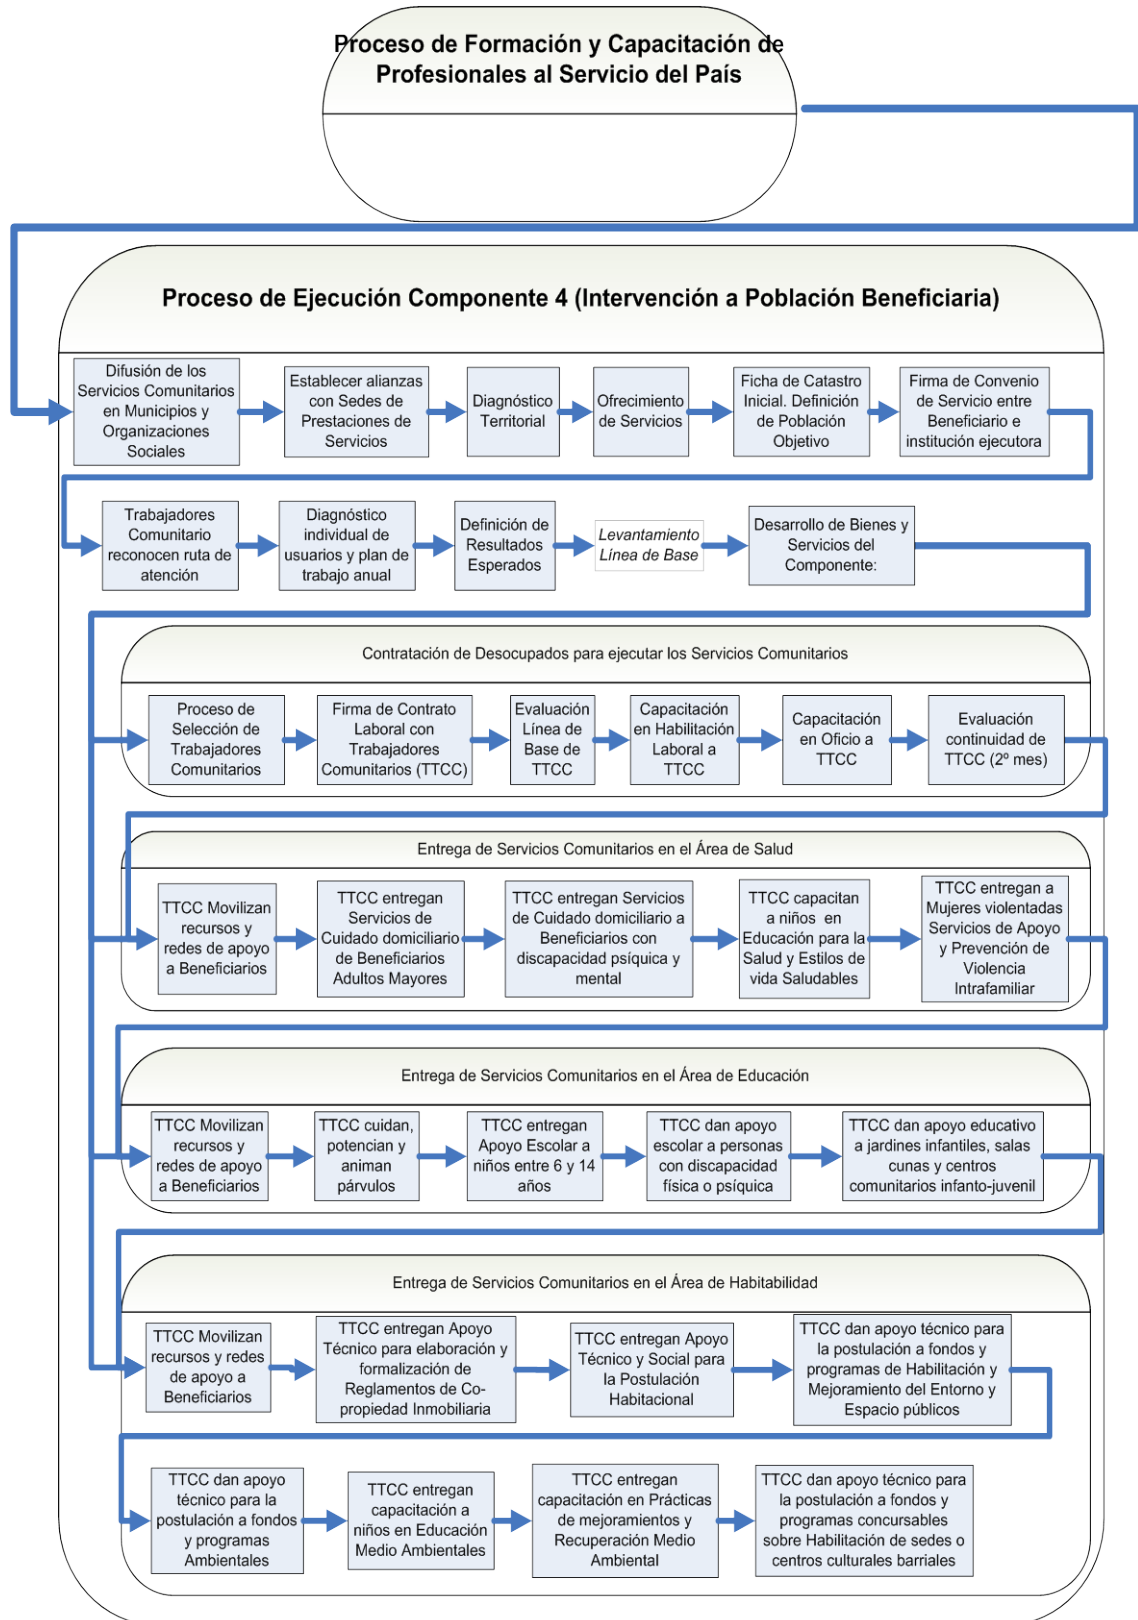 Proceso de Formación y Capacitación de
Profesionales al Servicio del País
Proceso de Ejecución Componente 4 (Intervención a Población Beneficiaria)
Difusión de los
Servicios Comunitarios
en Municipios y
Organizaciones
Sociales
Establecer alianzas
con Sedes de
Prestaciones de
Servicios
Diagnóstico
Territorial
Ofrecimiento
de Servicios
Ficha de Catastro
Inicial. Definición
de Población
Objetivo
Firma de Convenio
de Servicio entre
Beneficiario e
institución ejecutora
Trabajadores
Comunitario
reconocen ruta de
atención
Diagnóstico
individual de
usuarios y plan de
trabajo anual
Definición de
Resultados
Esperados
Levantamiento
Línea de Base
Desarrollo de Bienes y
Servicios del
Componente:
Contratación de Desocupados para ejecutar los Servicios Comunitarios
Proceso de
Selección de
Trabajadores
Comunitarios
Firma de Contrato
Laboral con
Trabajadores
Comunitarios (TTCC)
Evaluación
Línea de
Base de
TTCC
Capacitación
en Habilitación
Laboral a
TTCC
Capacitación
en Oficio a
TTCC
Evaluación
continuidad de
TTCC (2º mes)
Entrega de Servicios Comunitarios en el Área de Salud
TTCC Movilizan
recursos y
redes de apoyo
a Beneficiarios
TTCC entregan
Servicios de
Cuidado domiciliario
de Beneficiarios
Adultos Mayores
TTCC entregan Servicios
de Cuidado domiciliario a
Beneficiarios con
discapacidad psíquica y
mental
TTCC capacitan
a niños en
Educación para la
Salud y Estilos de
vida Saludables
TTCC entregan a
Mujeres violentadas
Servicios de Apoyo
y Prevención de
Violencia
Intrafamiliar
Entrega de Servicios Comunitarios en el Área de Educación
TTCC Movilizan
recursos y
redes de apoyo
a Beneficiarios
TTCC cuidan,
potencian y
animan
párvulos
TTCC entregan
Apoyo Escolar a
niños entre 6 y 14
años
TTCC dan apoyo
escolar a personas
con discapacidad
física o psíquica
TTCC dan apoyo educativo
a jardines infantiles, salas
cunas y centros
comunitarios infanto-juvenil
Entrega de Servicios Comunitarios en el Área de Habitabilidad
TTCC Movilizan
recursos y redes
de apoyo a
Beneficiarios
TTCC entregan Apoyo
Técnico para elaboración y
formalización de
Reglamentos de Co-
propiedad Inmobiliaria
TTCC entregan Apoyo
Técnico y Social para
la Postulación
Habitacional
TTCC dan apoyo técnico para
la postulación a fondos y
programas de Habilitación y
Mejoramiento del Entorno y
Espacio públicos
TTCC dan apoyo
técnico para la
postulación a fondos
y programas
Ambientales
TTCC entregan
capacitación a
niños en Educación
Medio Ambientales
TTCC entregan
capacitación en Prácticas
de mejoramientos y
Recuperación Medio
Ambiental
TTCC dan apoyo técnico para
la postulación a fondos y
programas concursables
sobre Habilitación de sedes o
centros culturales barriales